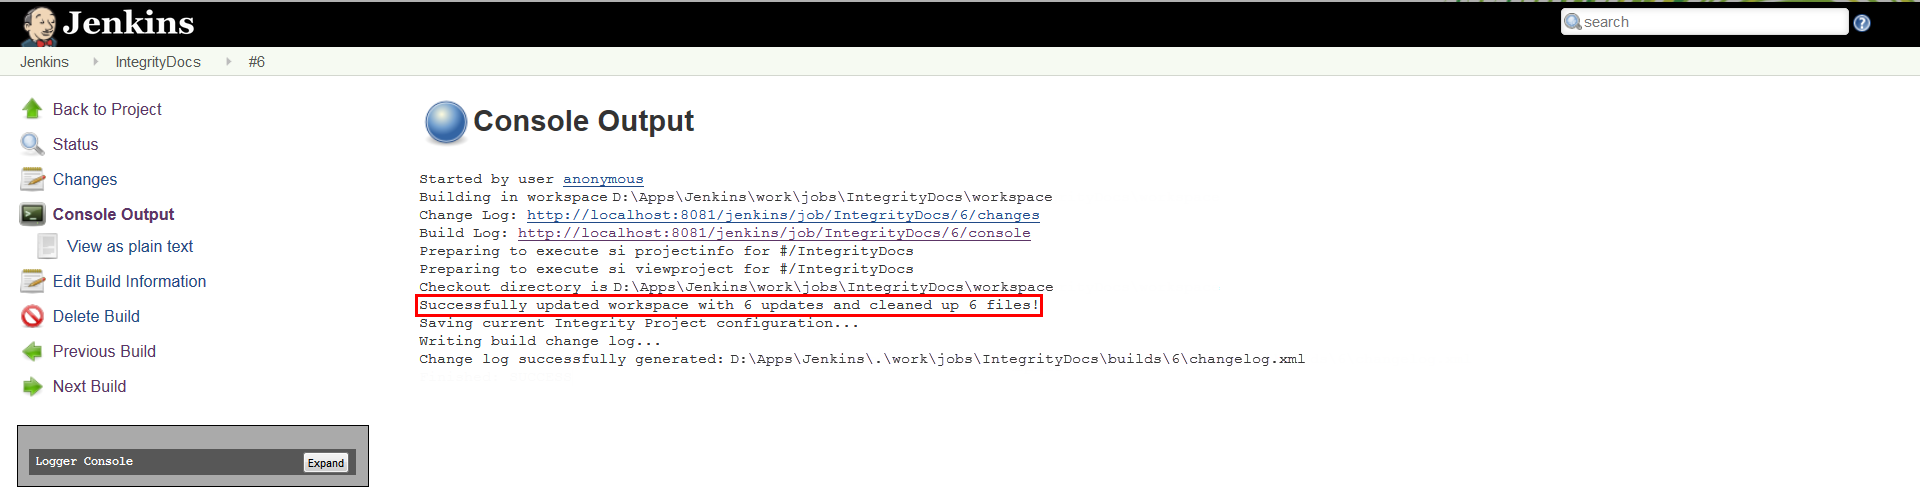 Jenkins
search
?
Jenkins IntegrityDocs #6
Back to Project
Status
Changes
Console Output
View as plain text
Edit Build Information
Delete Build
Previous Build
Next Build
Logger Console
Expand
Console Output
Started by user anonymous
Building in workspace D:\Apps\Jenkins\work\jobs\IntegrityDocs\workspace
Change Log: http://localhost:8081/jenkins/job/IntegrityDocs/6/changes
Build Log: http://localhost:8081/jenkins/job/IntegrityDocs/6/console
Preparing to execute si projectinfo for #/IntegrityDocs
Preparing to execute si viewproject for #/IntegrityDocs
Checkout directory is D:\Apps\Jenkins\work\jobs\IntegrityDocs\workspace
Successfully updated workspace with 6 updates and cleaned up 6 files!
Saving current Integrity Project configuration...
Writing build change log...
Change log successfully generated: D:\Apps\Jenkins\.\work\jobs\IntegrityDocs\builds\6\changelog.xml